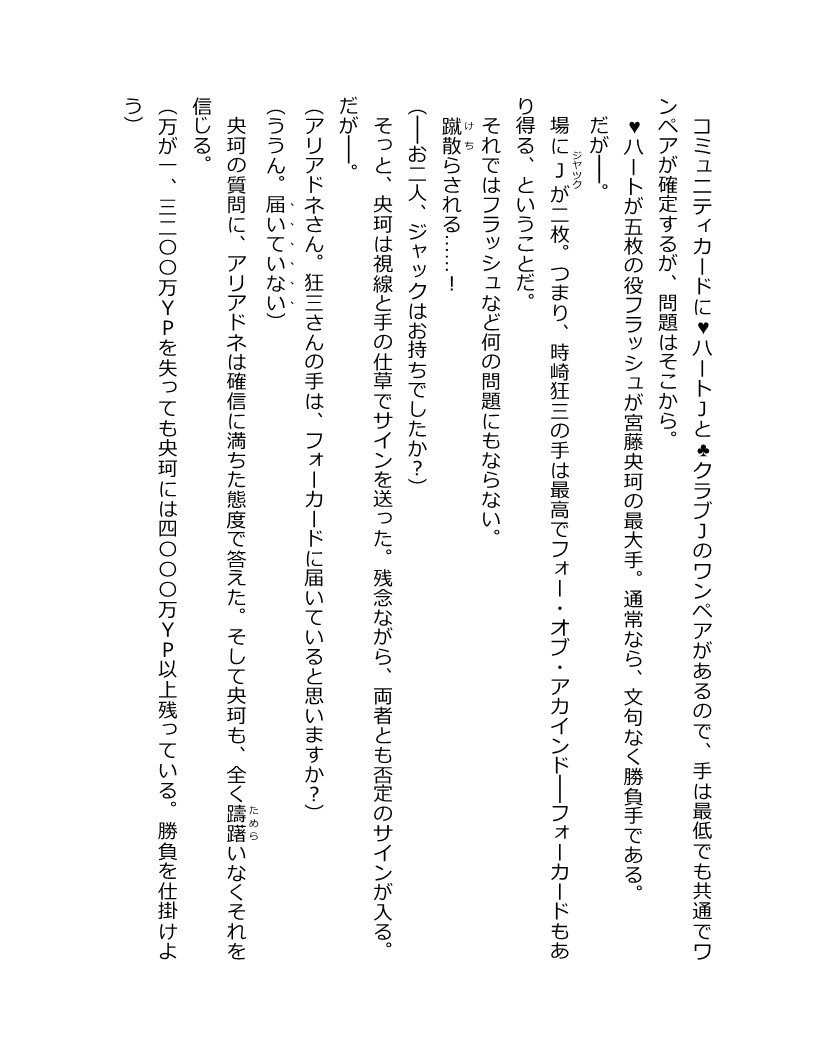 コミュニティカードに♥ハートJと♣クラブJのワンペアがあるので、手は最低でも共通でワ
ンペアが確定するが、問題はそこから。
♥ハートが五枚の役フラッシュが宮藤央珂の最大手。通常なら、文句なく勝負手である。
だが──。
場にJジャックが二枚。つまり、時崎狂三の手は最高でフォー・オブ・アカインド──フォーカードもあ
り得る、ということだ。
それではフラッシュなど何の問題にもならない。
蹴散けちらされる……！
（──お二人、ジャックはお持ちでしたか？）
そっと、央珂は視線と手の仕草でサインを送った。残念ながら、両者とも否定のサインが入る。
だが──。
（アリアドネさん。狂三さんの手は、フォーカードに届いていると思いますか？）
（ううん。届いていない）
央珂の質問に、アリアドネは確信に満ちた態度で答えた。そして央珂も、全く躊躇ためらいなくそれを
信じる。
（万が一、三二〇〇万ＹＰを失っても央珂には四〇〇〇万ＹＰ以上残っている。勝負を仕掛けよ
う）